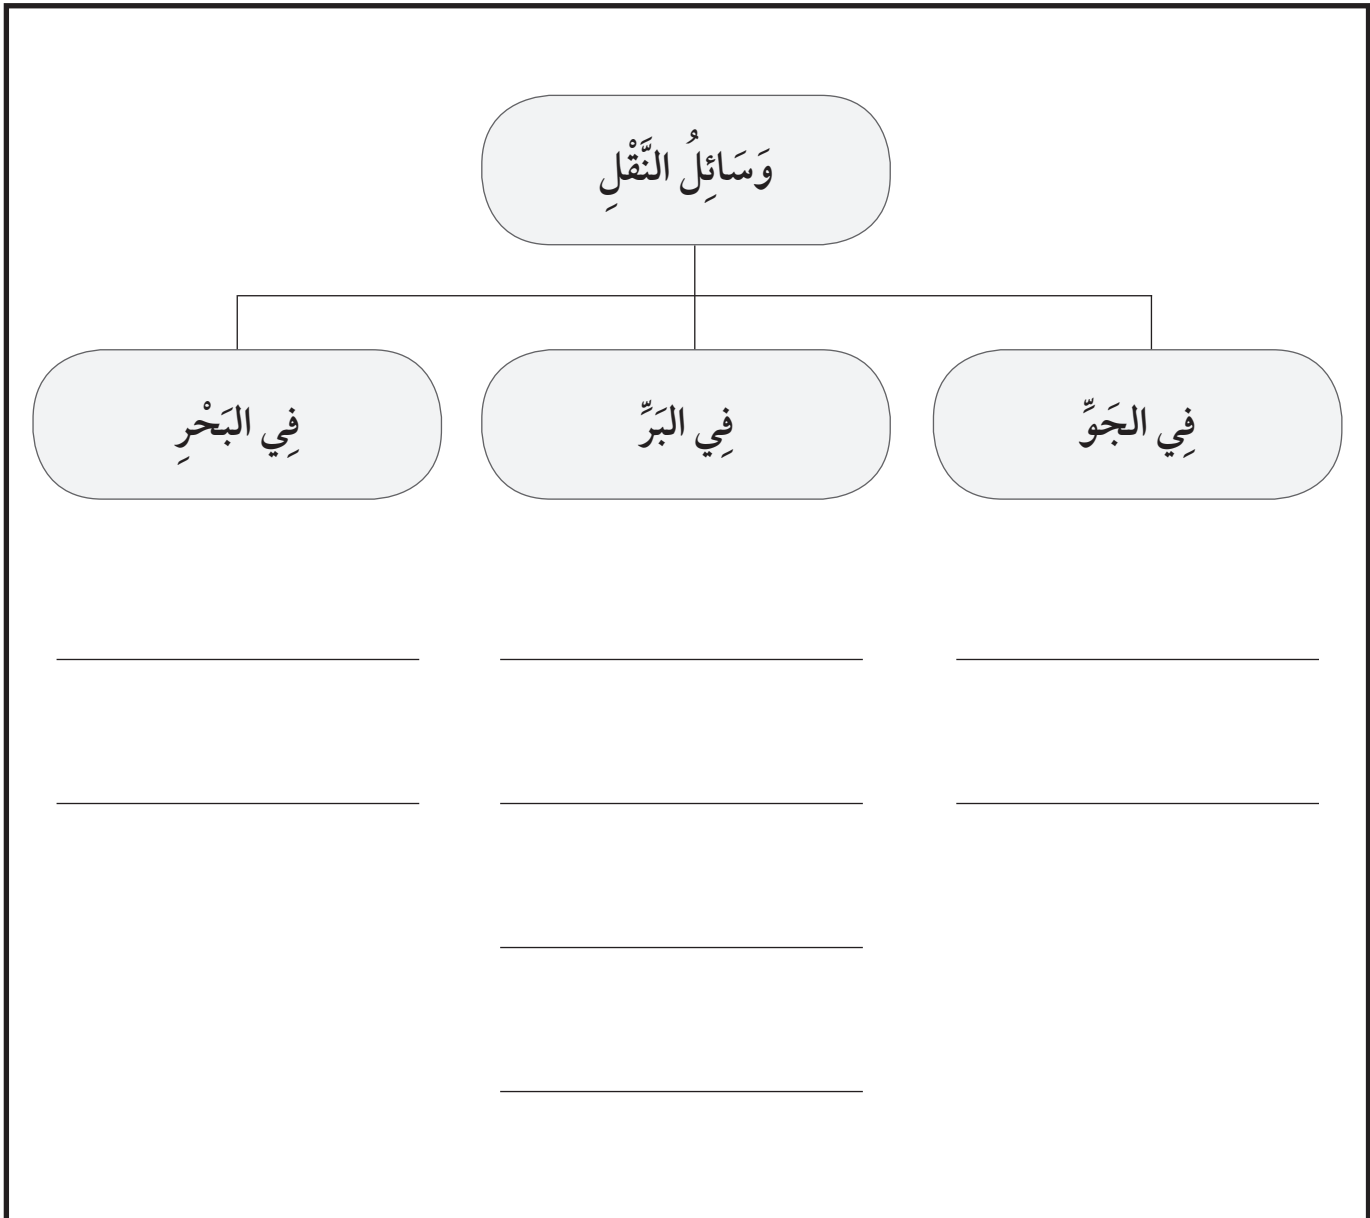 وَسَائِلُ النَّقْلِ
فِي الجَوِّ
فِي البَرِّ
فِي البَحْرِ